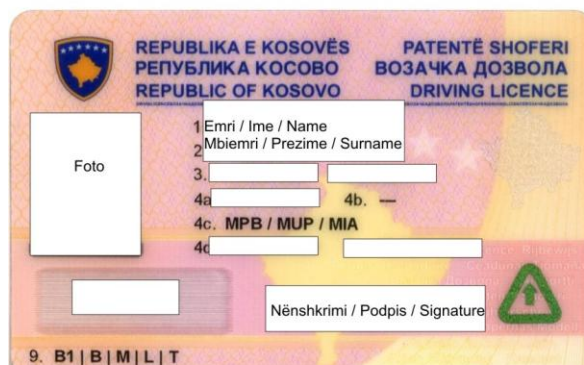 REPUBLIKA E KOSOVËS PATENTË SHOFERI
РЕПУБЛИКА КОСОВО ВОЗАЧКА ДОЗВОЛА
REPUBLIC OF KOSOVO DRIVING LICENCE
Foto
1 Emri / Ime / Name
2 Mbiemri / Prezime / Surname
3.
4a 4b. —
4c. MPB / MUP / MIA
4d
Nënshkrimi / Podpis / Signature
9. B1 | B | M | L | T